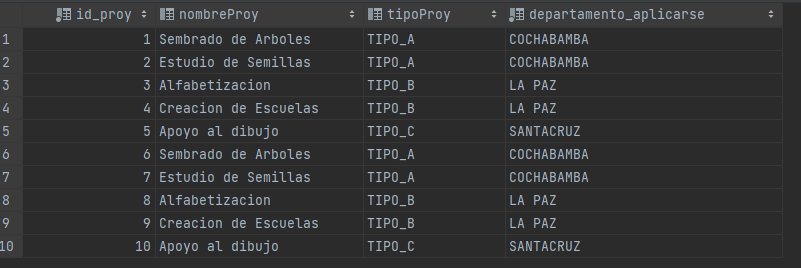 id_proy nombreProy tipoProy departamento_aplicarse
1 1 Sembrado de Arboles TIPO_A COCHABAMBA
2 2 Estudio de Semillas TIPO_A COCHABAMBA
3 3 Alfabetizacion TIPO_B LA PAZ
4 4 Creacion de Escuelas TIPO_B LA PAZ
5 5 Apoyo al dibujo TIPO_C SANTACRUZ
6 6 Sembrado de Arboles TIPO_A COCHABAMBA
7 7 Estudio de Semillas TIPO_A COCHABAMBA
8 8 Alfabetizacion TIPO_B LA PAZ
9 9 Creacion de Escuelas TIPO_B LA PAZ
10 10 Apoyo al dibujo TIPO_C SANTACRUZ